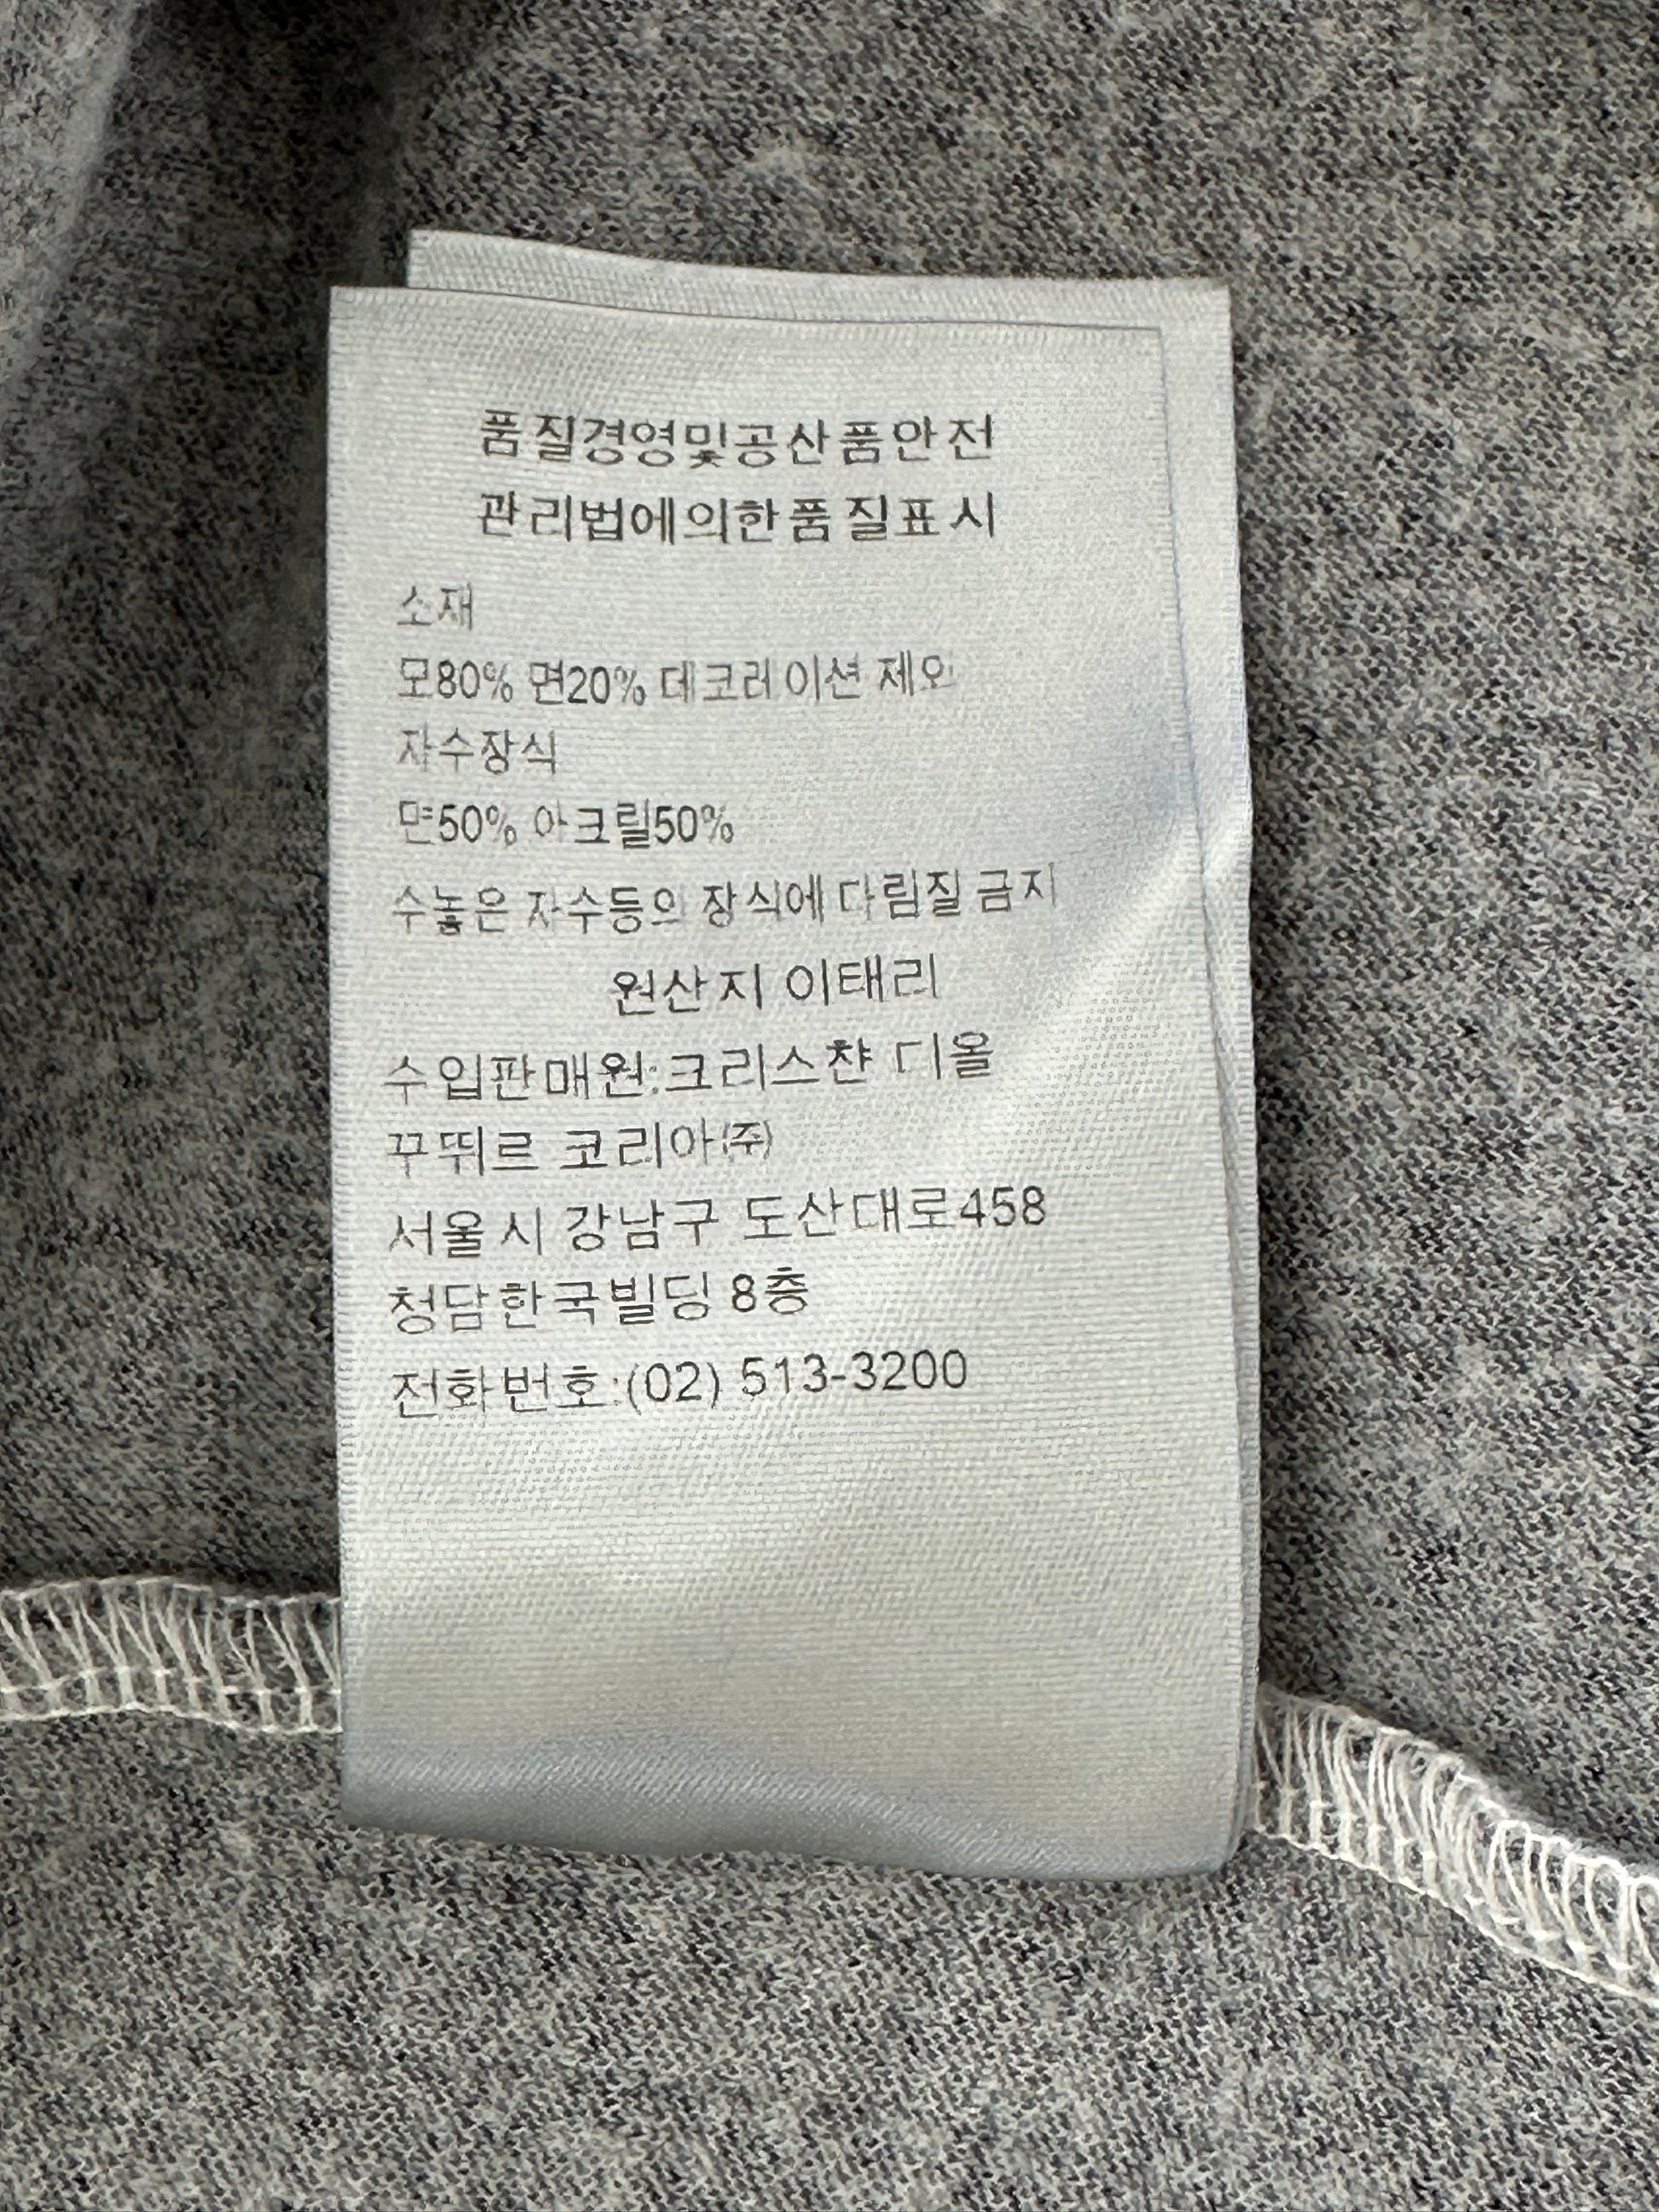 품질경영및공산품안전
관리법에의한품질표시
소재
모80% 면20% 데코레이션 제외
자수장식
면50% 아크릴50%
수놓은 자수등의 장식에 다림질 금지
원산지 이태리
수입판매원:크리스챤 디올
꾸뛰르 코리아(주)
서울시 강남구 도산대로458
청담한국빌딩 8층
전화번호:(02) 513-3200